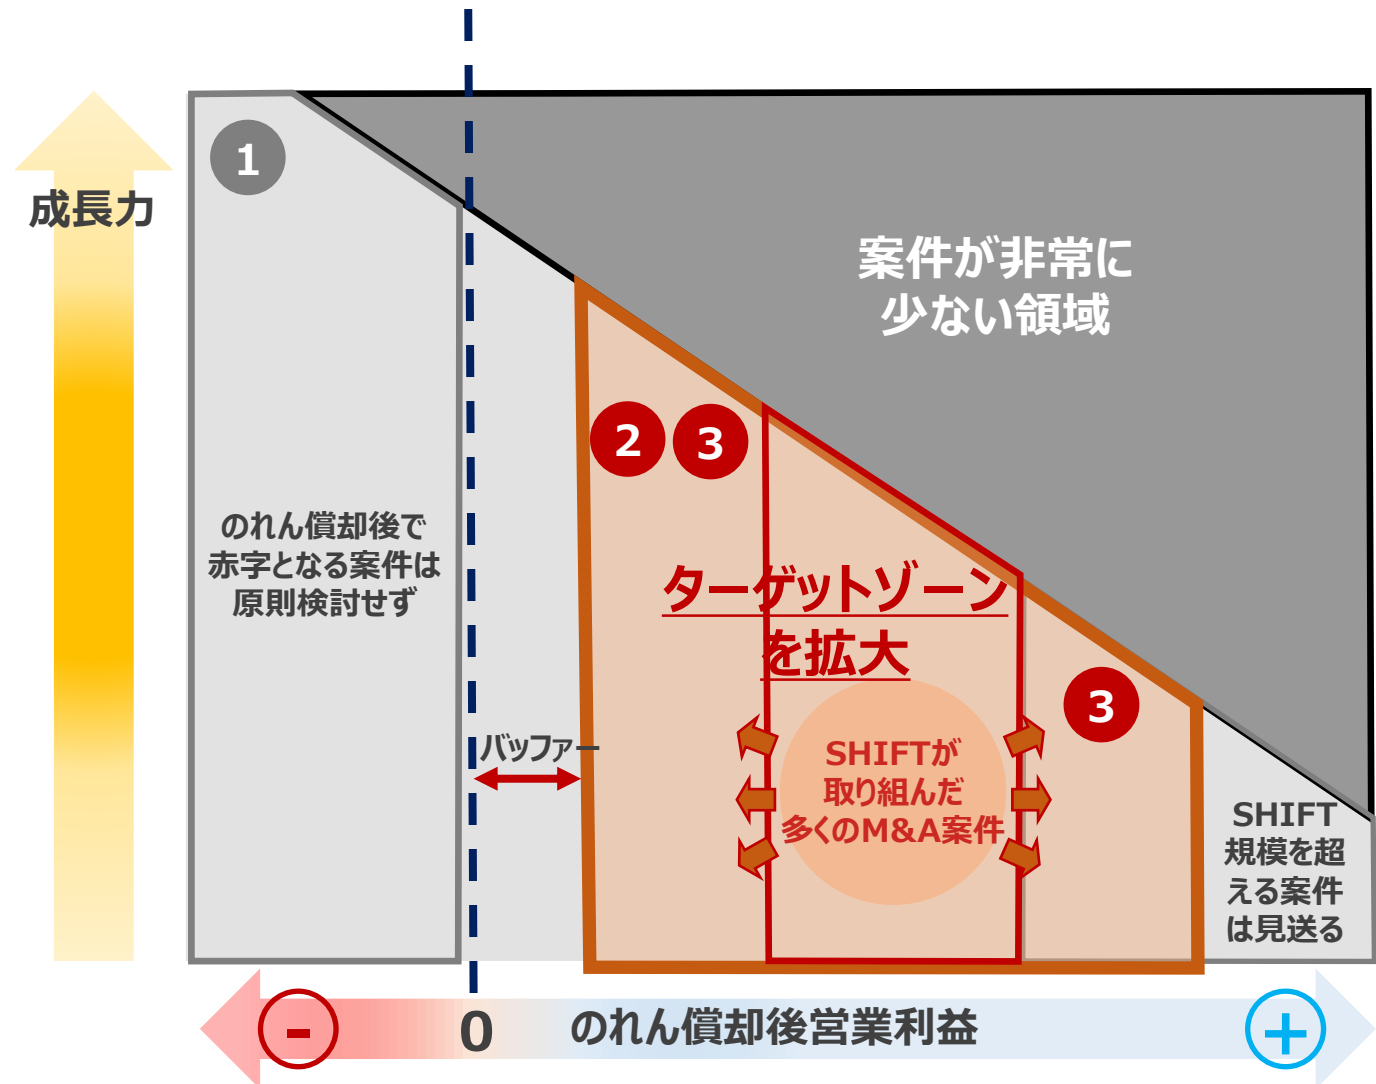 成長力
1
案件が非常に
少ない領域
2
3
のれん償却後で
赤字となる案件は
原則検討せず
ターゲットゾーン
を拡大
3
バッファー
SHIFTが
取り組んだ
多くのM&A案件
SHIFT
規模を超
える案件
は見送る
-
0
のれん償却後営業利益
+